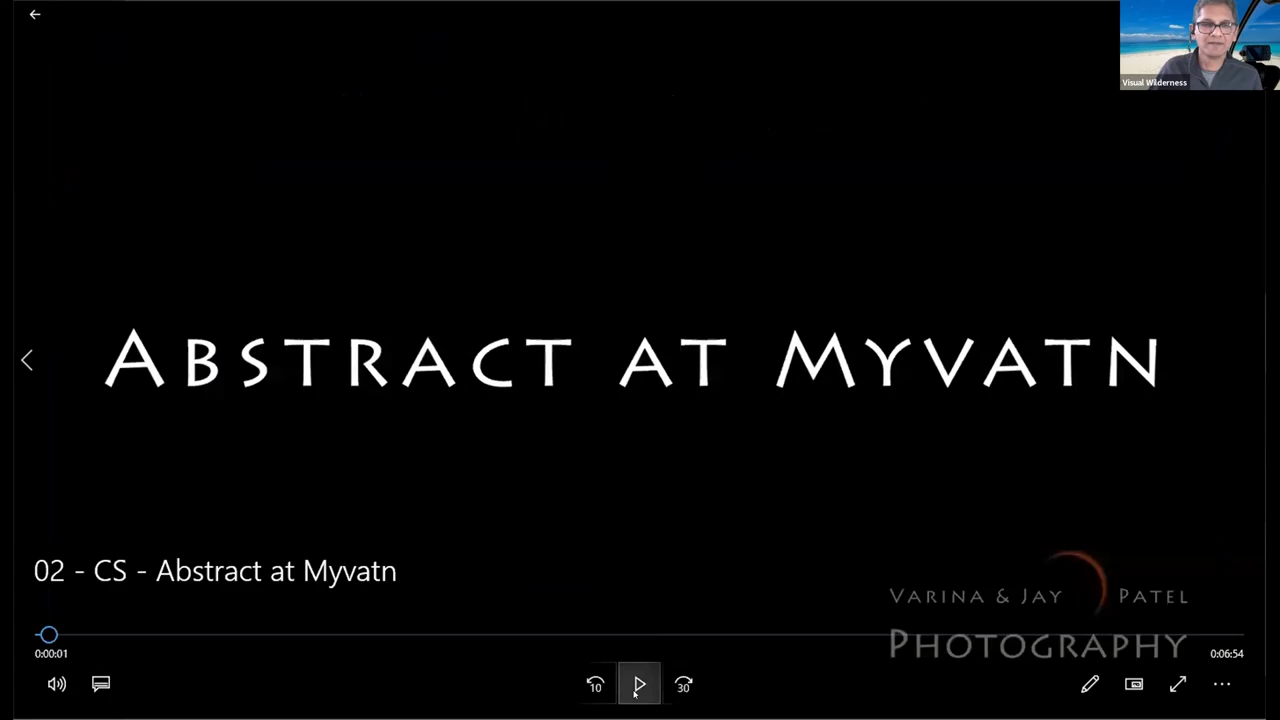 Visual Wilderness
ABSTRACT AT MYVATN
02 - CS - Abstract at Myvatn
VARINA & JAY PATEL
PHOTOGRAPHY
0:00:01
0:06:54
10
30